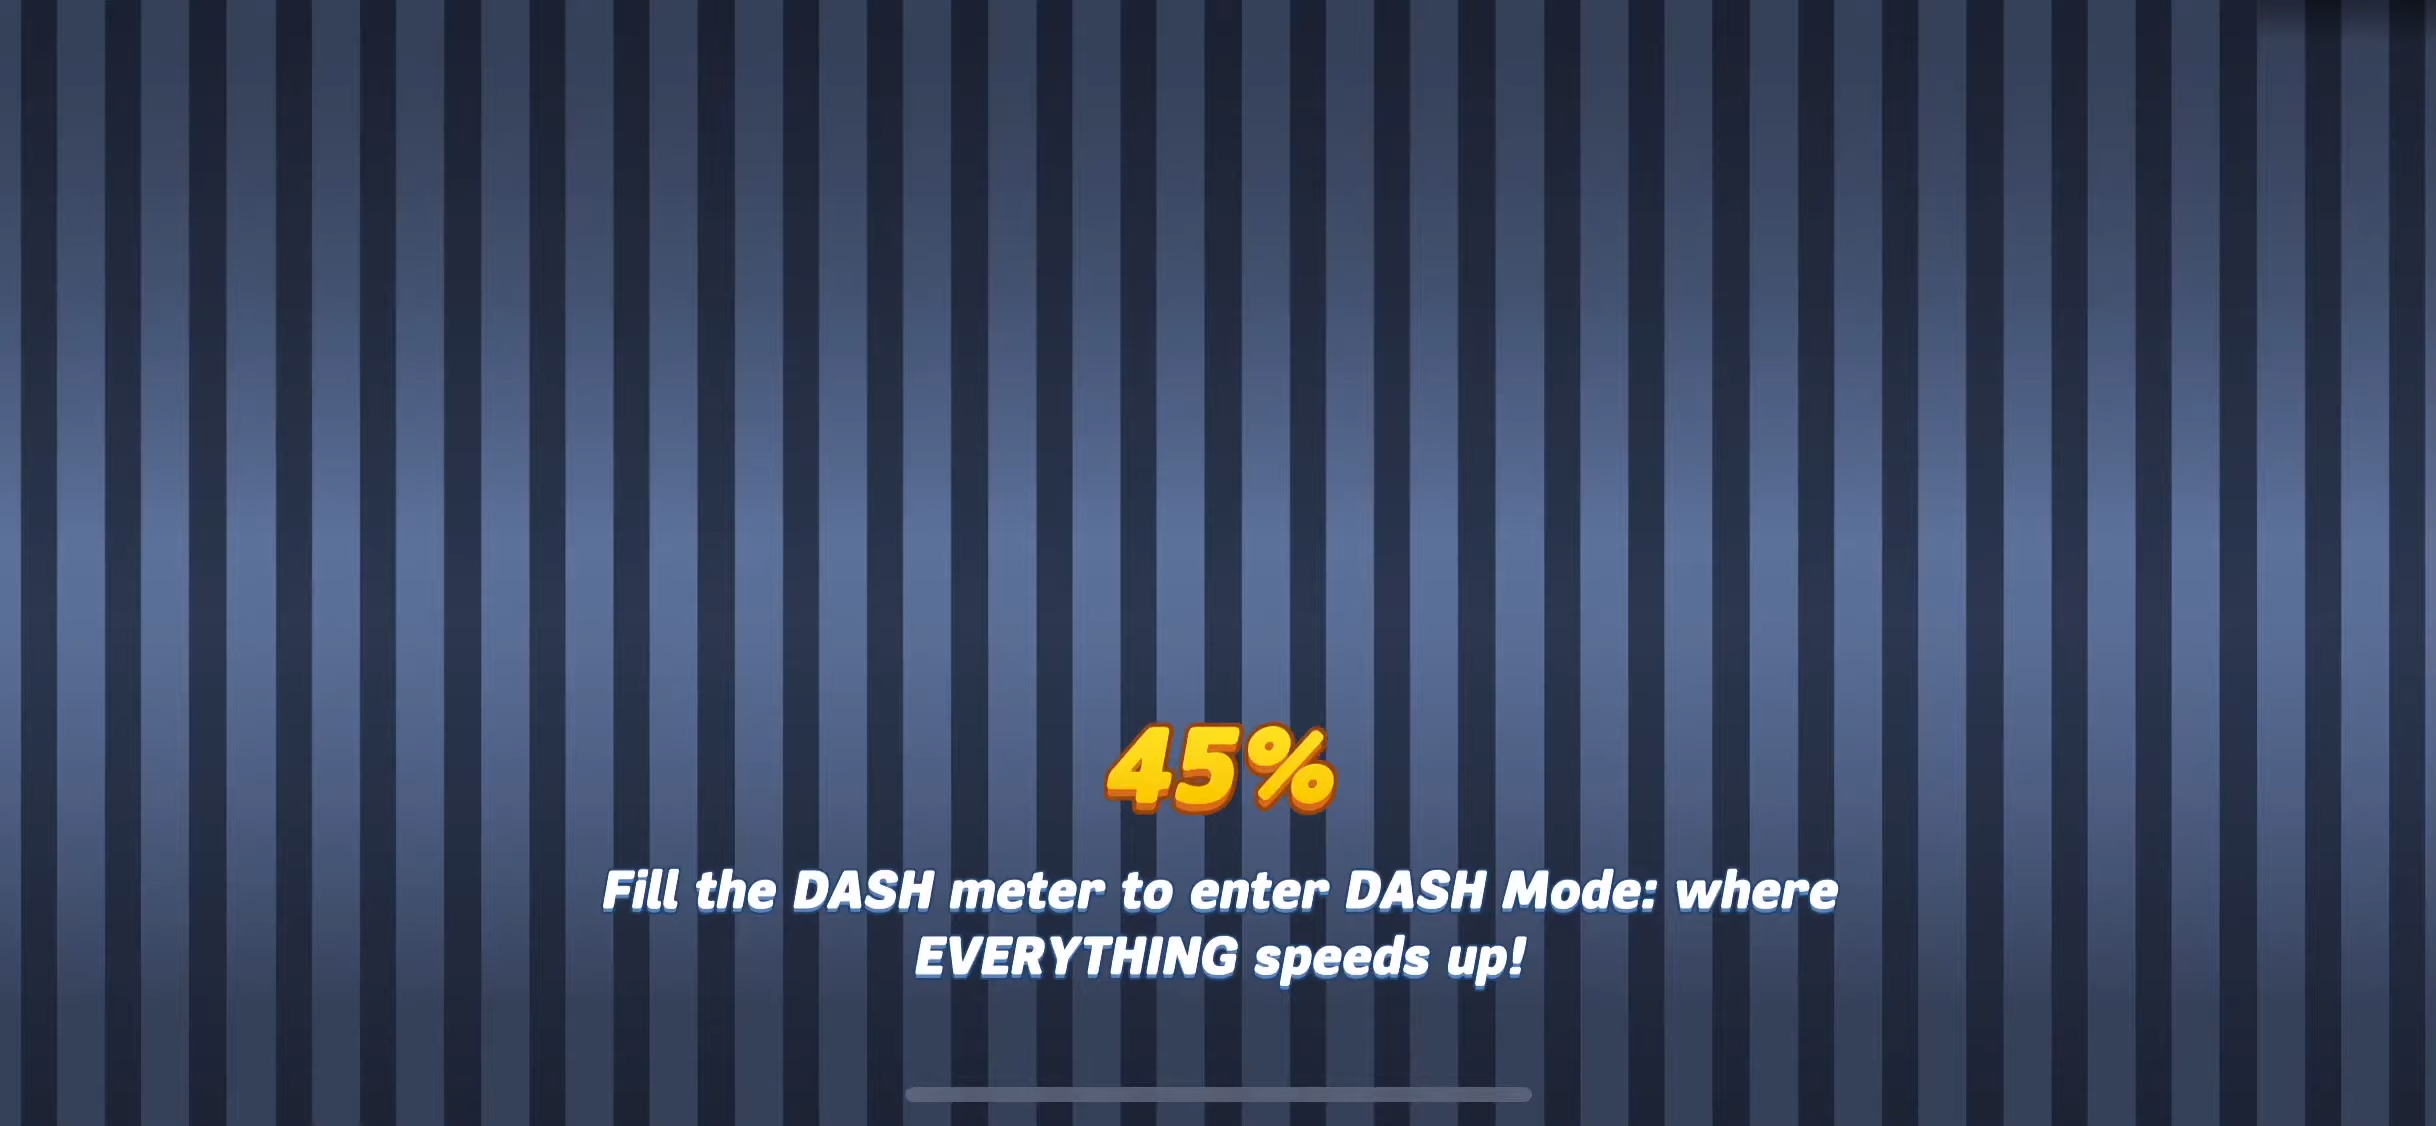 45%
Fill the DASH meter to enter DASH Mode: where
EVERYTHING speeds up!